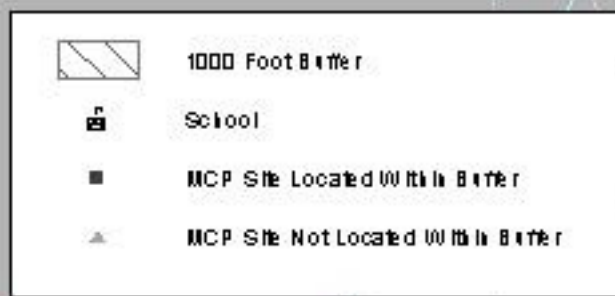 1000 Foot Buffer
School
MCP Site Located Within Buffer
MCP Site Not Located Within Buffer